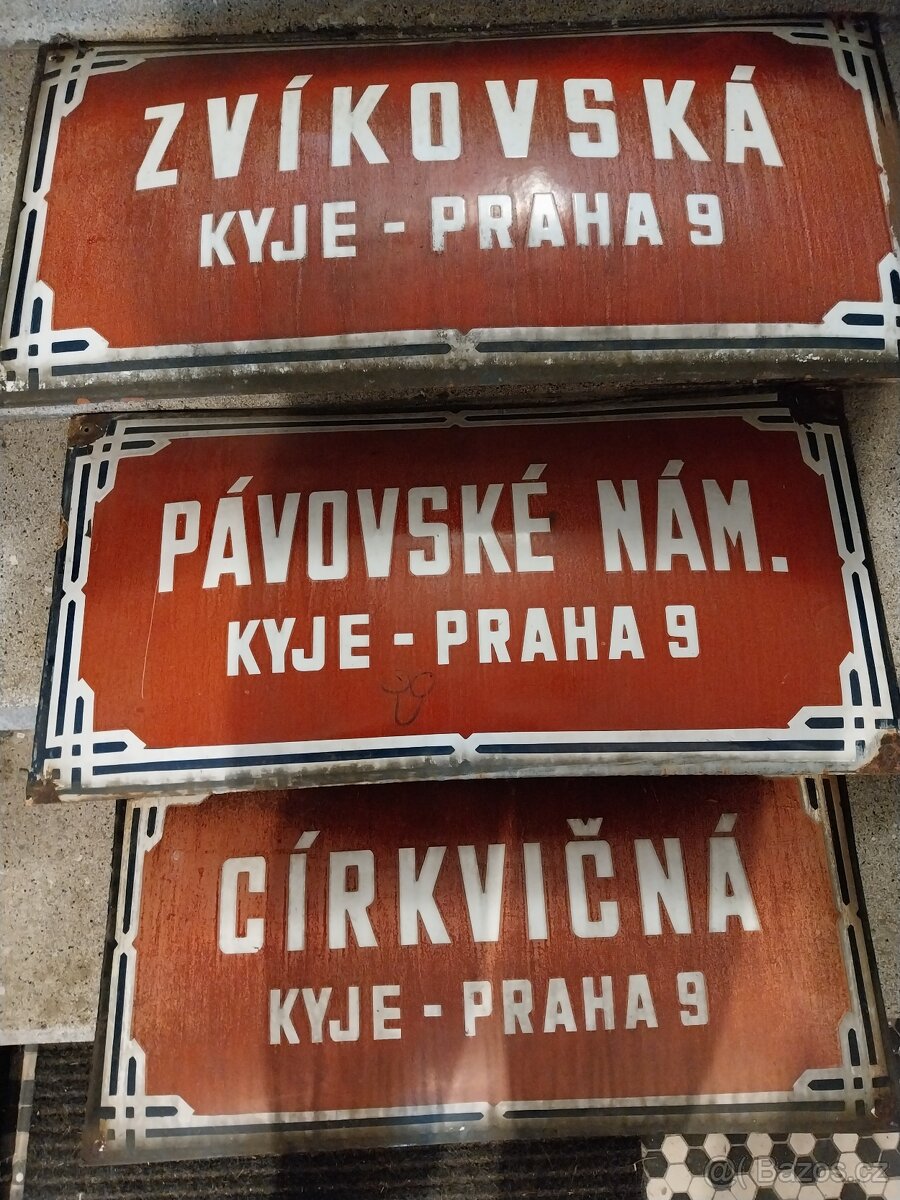 ZVÍKOVSKÁ
KYJE - PRAHA 9
PÁVOVSKÉ NÁM.
KYJE - PRAHA 9
CÍRKVIČNÁ
KYJE - PRAHA 9
@ Bazos.cz